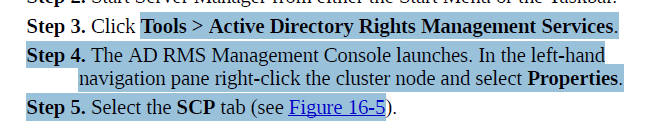 Step 2. Start Server Manager from either the Start Menu or the Taskbar.
Step 3. Click Tools > Active Directory Rights Management Services.
Step 4. The AD RMS Management Console launches. In the left-hand
navigation pane right-click the cluster node and select Properties.
Step 5. Select the SCP tab (see Figure 16-5).